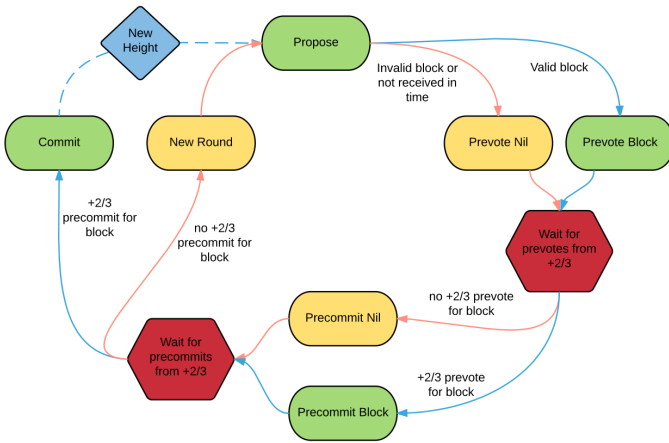 New
Height
Propose
Invalid block or
not received in
time
Valid block
Commit
New Round
Prevote Nil
Prevote Block
+2/3
precommit for
block
no +2/3
precommit for
block
Wait for
prevotes from
+2/3
no +2/3 prevote
for block
Precommit Nil
Wait for
precommits
from +2/3
+2/3 prevote
for block
Precommit Block